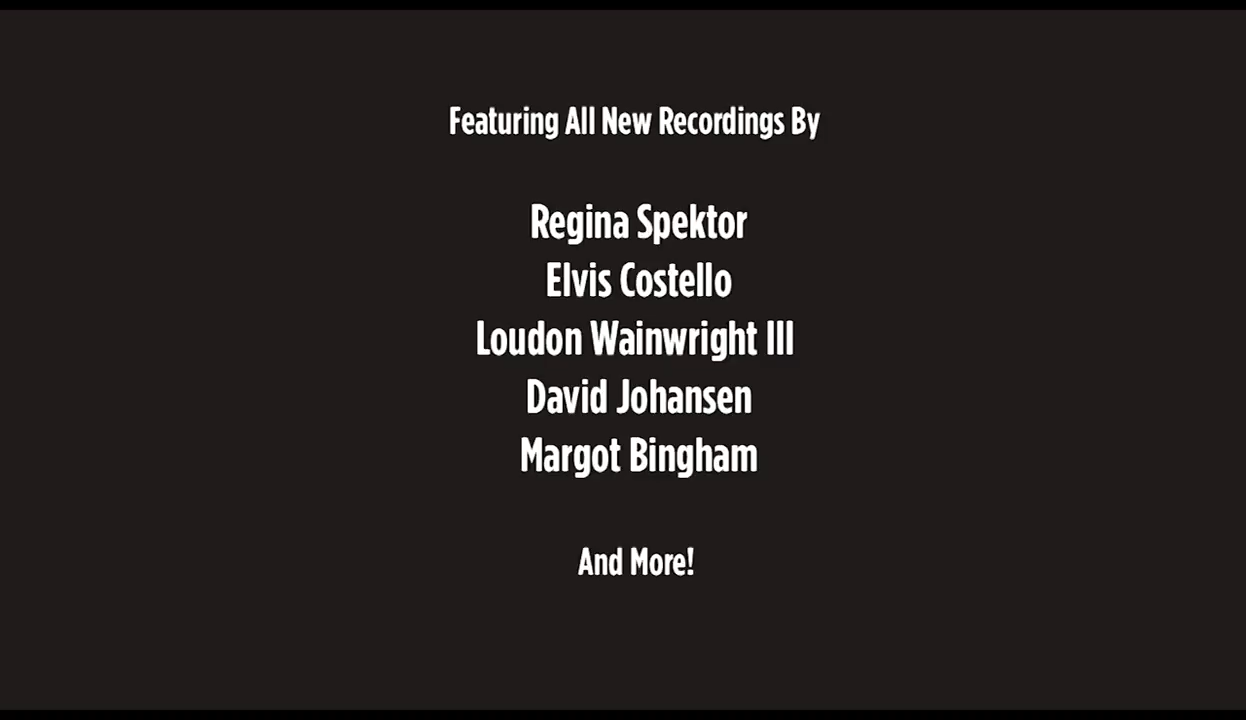 Featuring All New Recordings By
Regina Spektor
Elvis Costello
Loudon Wainwright III
David Johansen
Margot Bingham
And More!